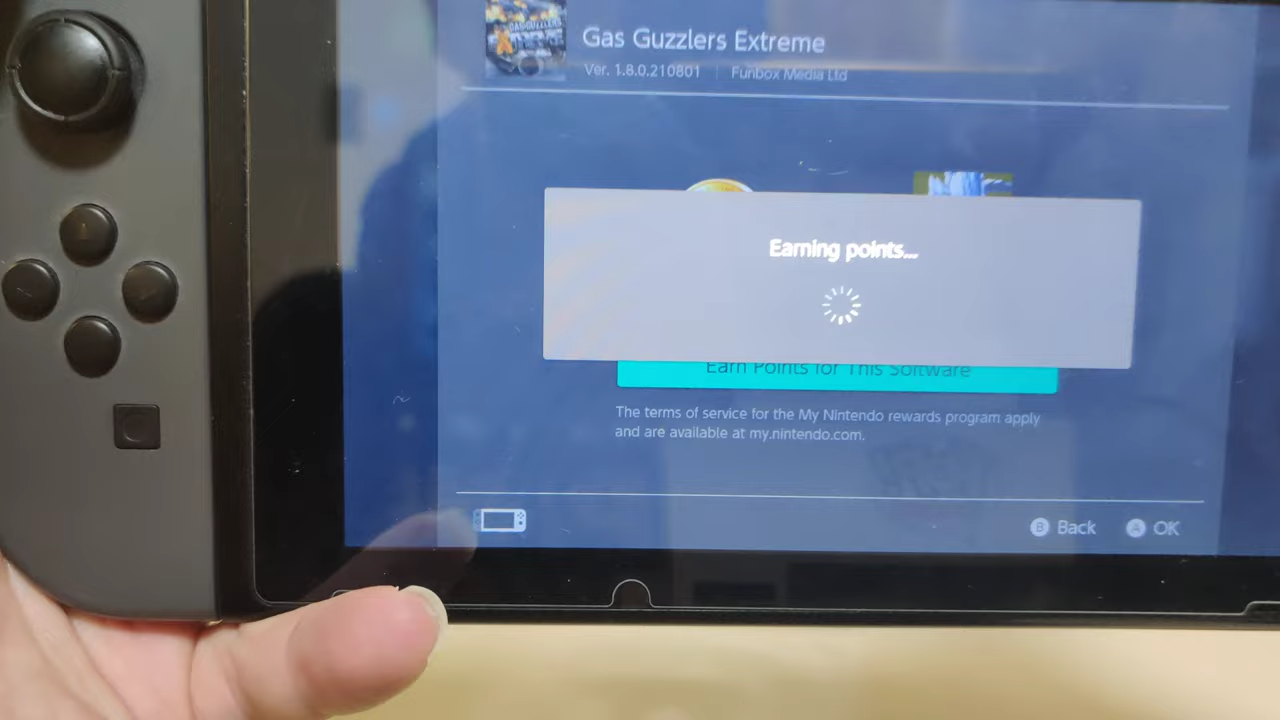 GAS GUZZLERS
Gas Guzzlers Extreme
Ver. 1.8.0.210801
Funbox Media Ltd
Earning points...
Earn Points for This Software
The terms of service for the My Nintendo rewards program apply
and are available at my.nintendo.com.
B Back
A OK